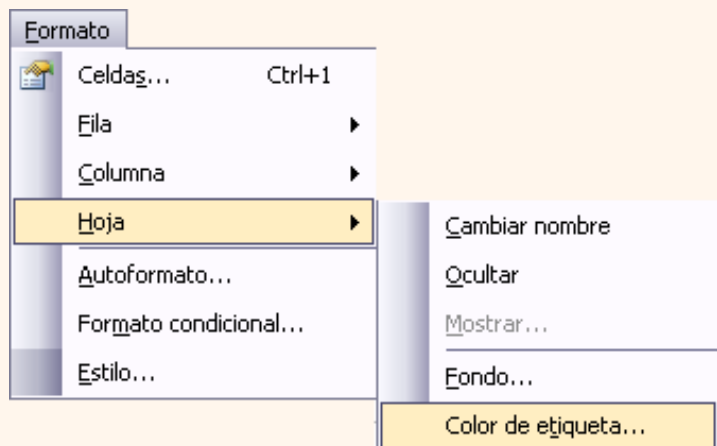 Formato
Celdas... Ctrl+1
Fila
Columna
Hoja
Autoformato...
Formato condicional...
Estilo...
Cambiar nombre
Ocultar
Mostrar...
Fondo...
Color de etiqueta...